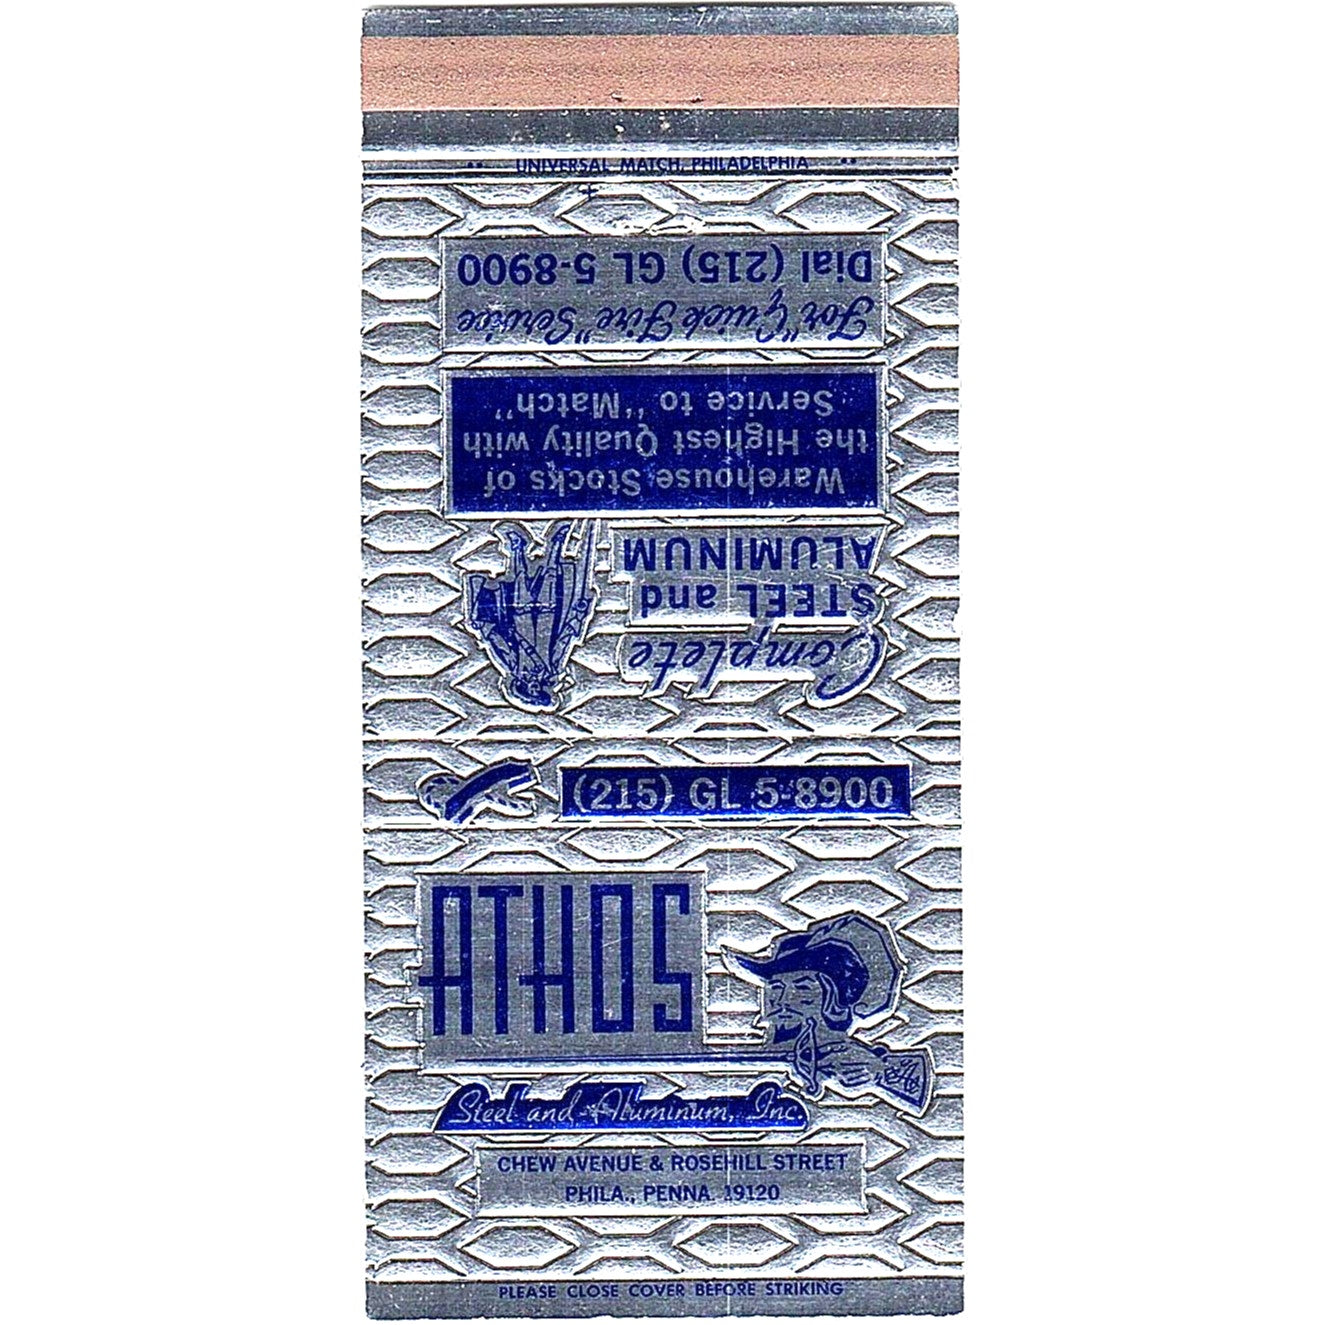 UNIVERSAL MATCH, PHILADELPHIA
Complete
STEEL and
ALUMINUM
Warehouse Stocks of
the Highest Quality with
Service to "Match"
For "Quick Fire" Service
Dial (215) GL 5-8900
(215) GL 5-8900
ATHOS
Steel and Aluminum, Inc.
CHEW AVENUE & ROSEHILL STREET
PHILA., PENNA. 19120
PLEASE CLOSE COVER BEFORE STRIKING